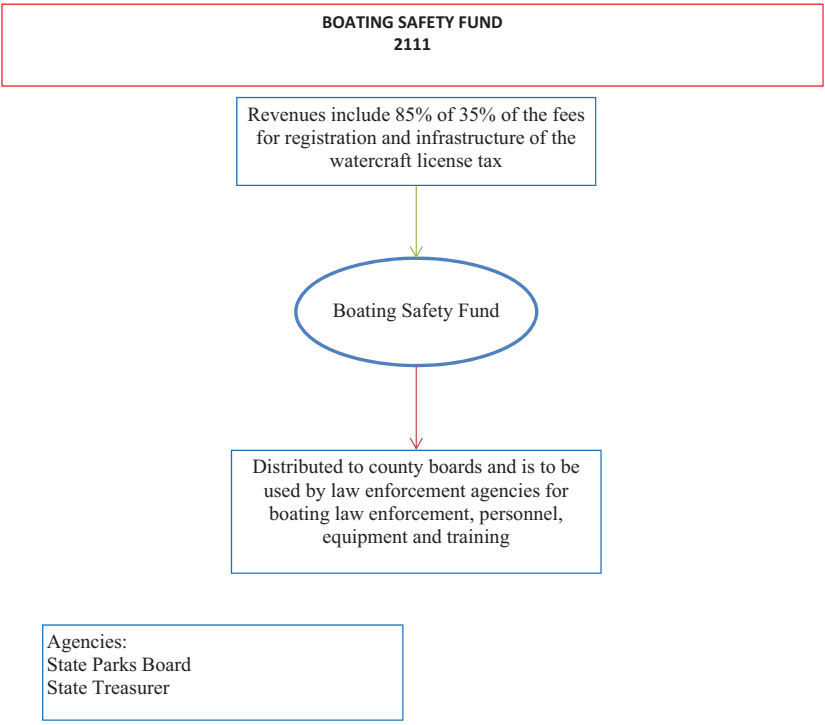 BOATING SAFETY FUND
2111
Revenues include 85% of 35% of the fees
for registration and infrastructure of the
watercraft license tax
Boating Safety Fund
Distributed to county boards and is to be
used by law enforcement agencies for
boating law enforcement, personnel,
equipment and training
Agencies:
State Parks Board
State Treasurer